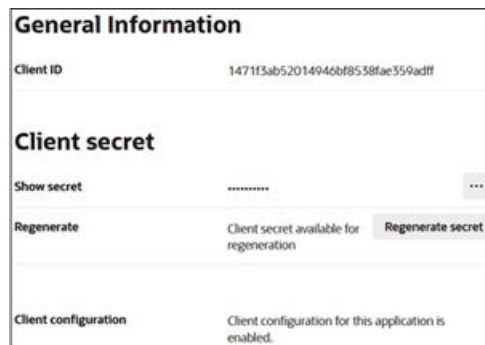 General Information
Client ID 1471f3ab52014946bf8538fae359adff
Client secret
Show secret •••••••••• ...
Regenerate Client secret available for Regenerate secret
regeneration
Client configuration Client configuration for this application is
enabled.